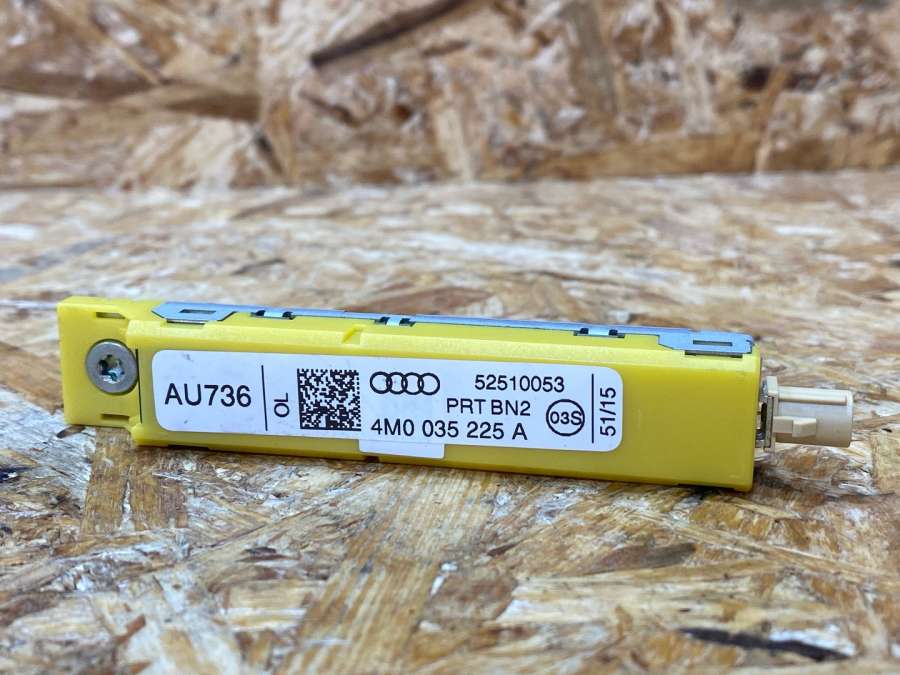 AU736
OL
52510053
PRT BN2
03S
4M0 035 225 A
51/15